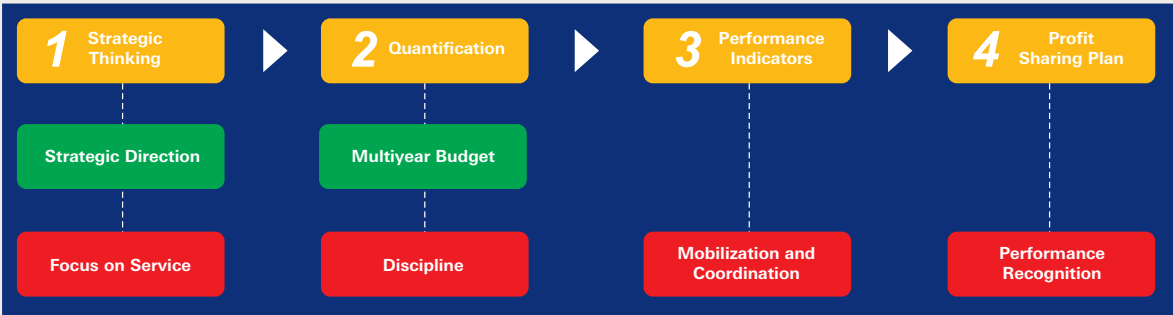 1 Strategic
Thinking
2 Quantification
3 Performance
Indicators
4 Profit
Sharing Plan
Strategic Direction
Multiyear Budget
Focus on Service
Discipline
Mobilization and
Coordination
Performance
Recognition